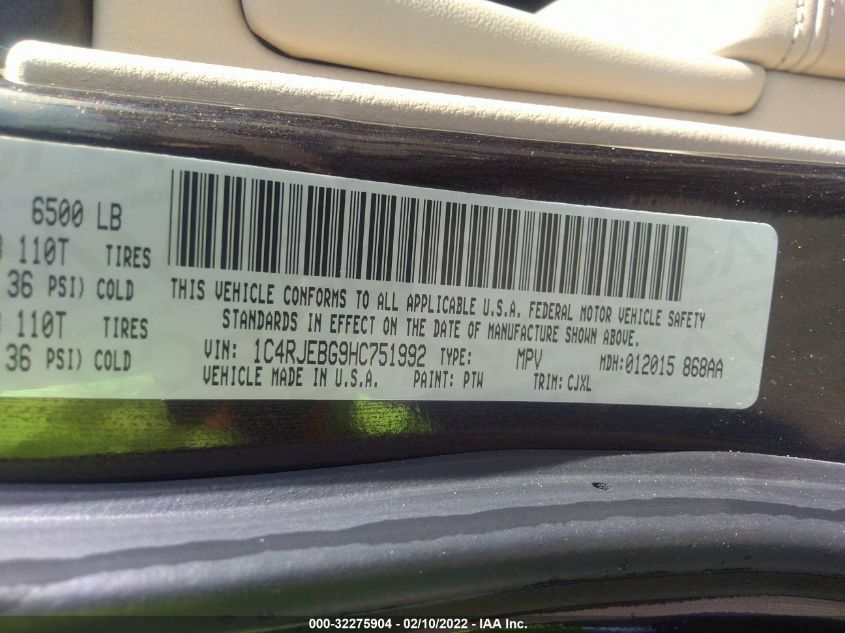 6500 LB
110T TIRES
36 PSI) COLD
110T TIRES
36 PSI) COLD
THIS VEHICLE CONFORMS TO ALL APPLICABLE U.S.A. FEDERAL MOTOR VEHICLE SAFETY
STANDARDS IN EFFECT ON THE DATE OF MANUFACTURE SHOWN ABOVE.
VIN: 1C4RJEBG9HC751992 TYPE: MPV MDH:012015 868AA
VEHICLE MADE IN U.S.A. PAINT: PTW TRIM: CJXL
000-32275904 - 02/10/2022 - IAA Inc.